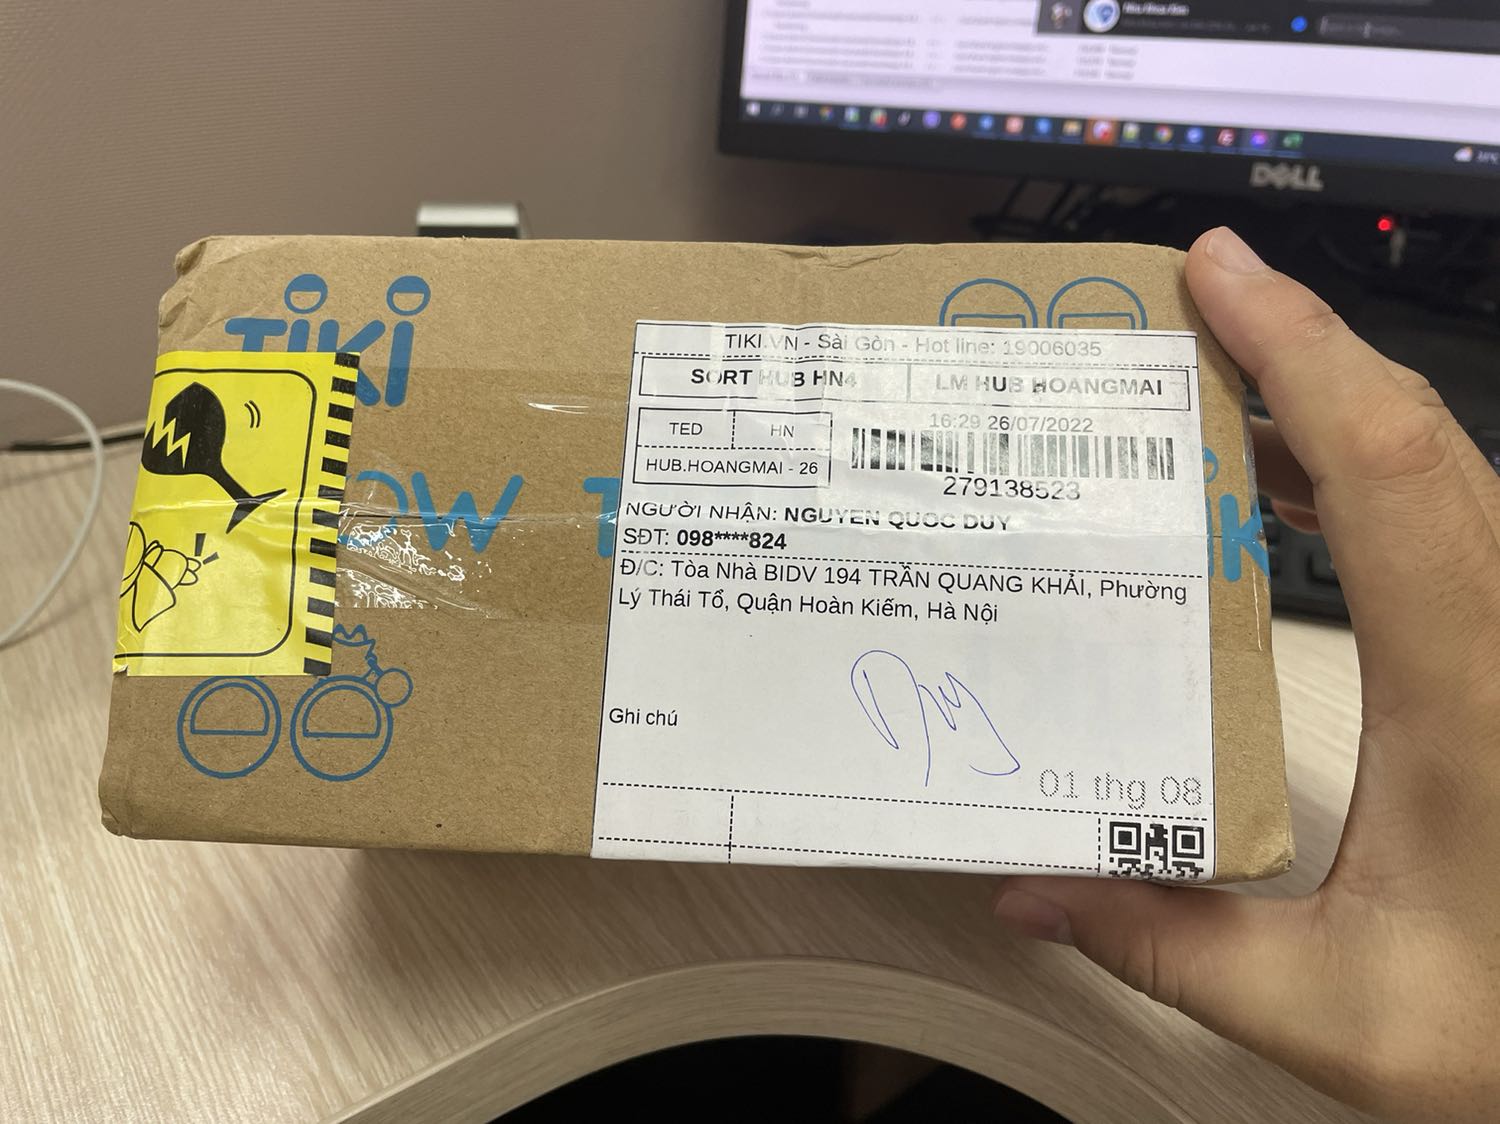 TIKI
TIKI.VN - Sài Gòn - Hot line: 19006035
SORT HUB HN4
LM HUB HOANGMAI
TED
HN
16:29 26/07/2022
HUB.HOANGMAI - 26
279138523
NGƯỜI NHẬN: NGUYEN QUOC DUY
SĐT: 098****824
Đ/C: Tòa Nhà BIDV 194 TRẦN QUANG KHẢI, Phường
Lý Thái Tổ, Quận Hoàn Kiếm, Hà Nội
Duy
Ghi chú
01 thg 08
DELL